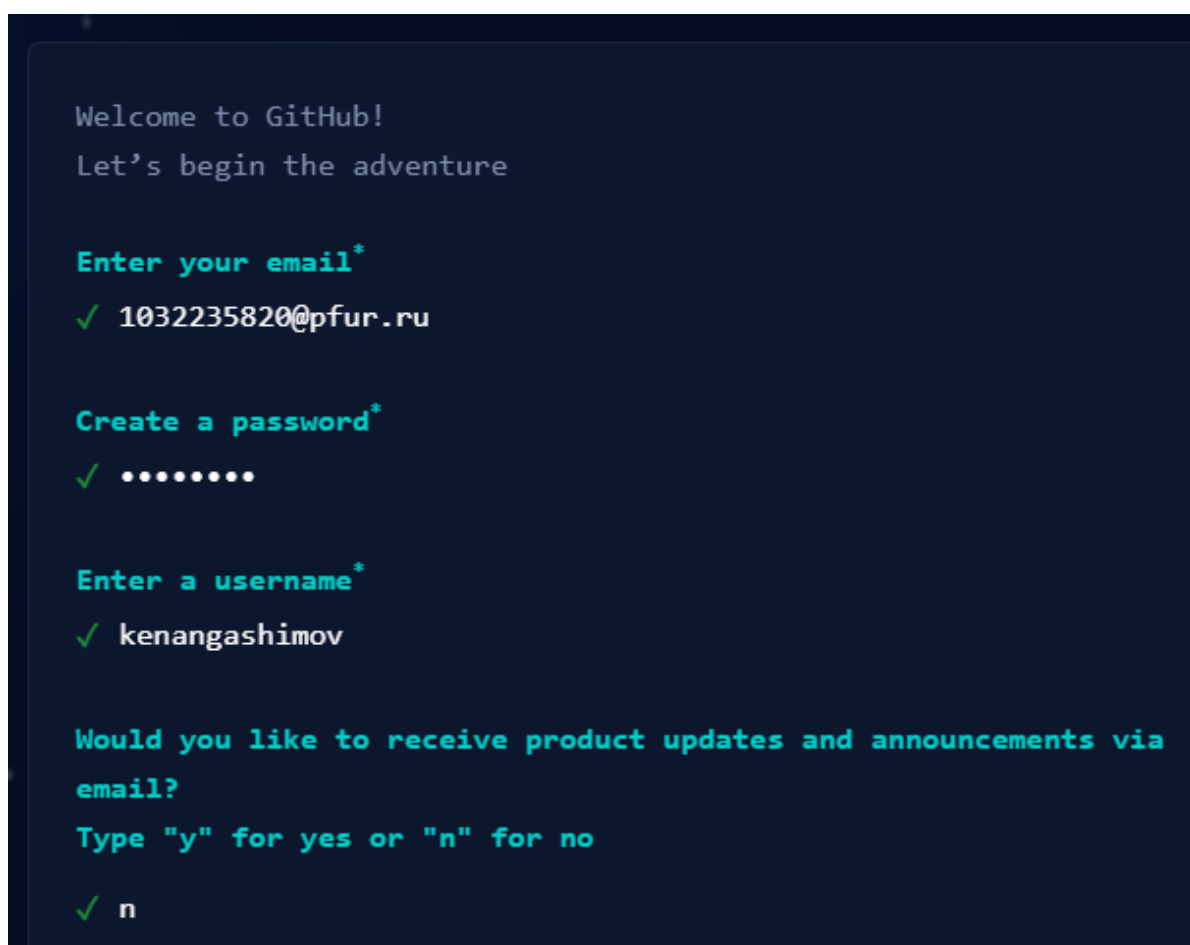 Welcome to GitHub!
Let’s begin the adventure
Enter your email*
✓ 1032235820@pfur.ru
Create a password*
✓ ••••••••
Enter a username*
✓ kenangashimov
Would you like to receive product updates and announcements via
email?
Type "y" for yes or "n" for no
✓ n